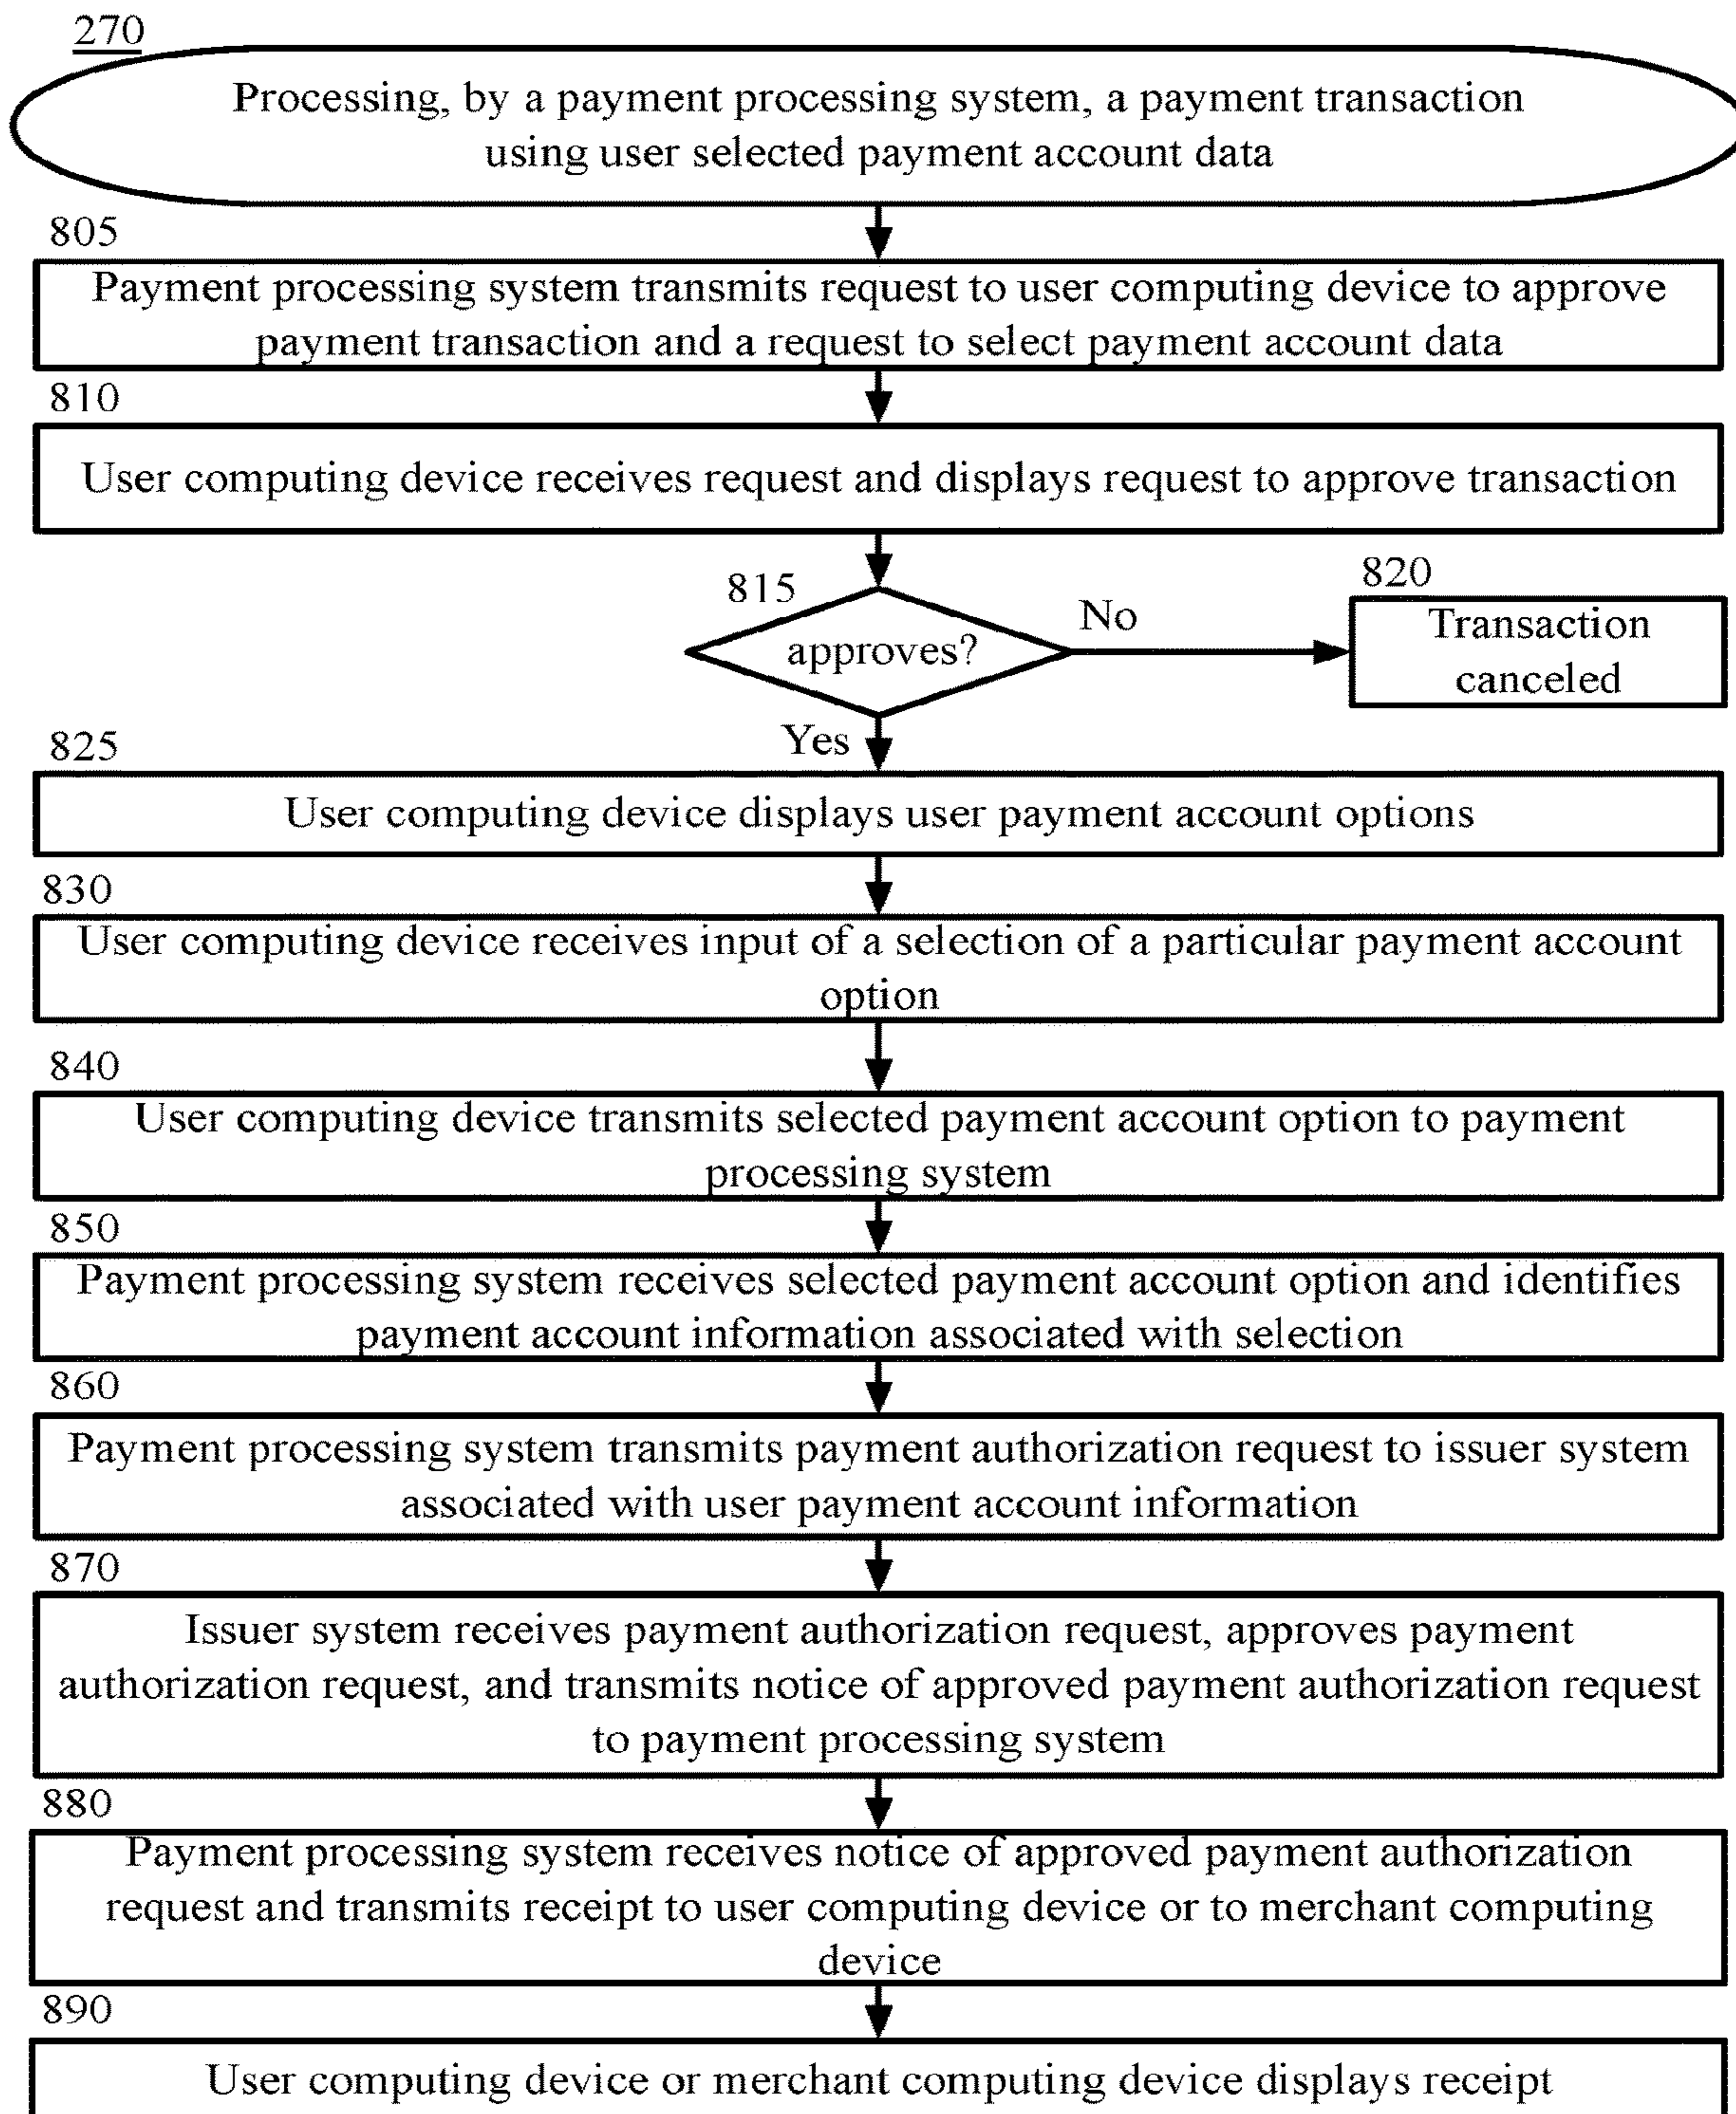 270
Processing, by a payment processing system, a payment transaction
using user selected payment account data
805
Payment processing system transmits request to user computing device to approve
payment transaction and a request to select payment account data
810
User computing device receives request and displays request to approve transaction
815
approves?
No
820
Transaction
canceled
Yes
825
User computing device displays user payment account options
830
User computing device receives input of a selection of a particular payment account
option
840
User computing device transmits selected payment account option to payment
processing system
850
Payment processing system receives selected payment account option and identifies
payment account information associated with selection
860
Payment processing system transmits payment authorization request to issuer system
associated with user payment account information
870
Issuer system receives payment authorization request, approves payment
authorization request, and transmits notice of approved payment authorization request
to payment processing system
880
Payment processing system receives notice of approved payment authorization
request and transmits receipt to user computing device or to merchant computing
device
890
User computing device or merchant computing device displays receipt